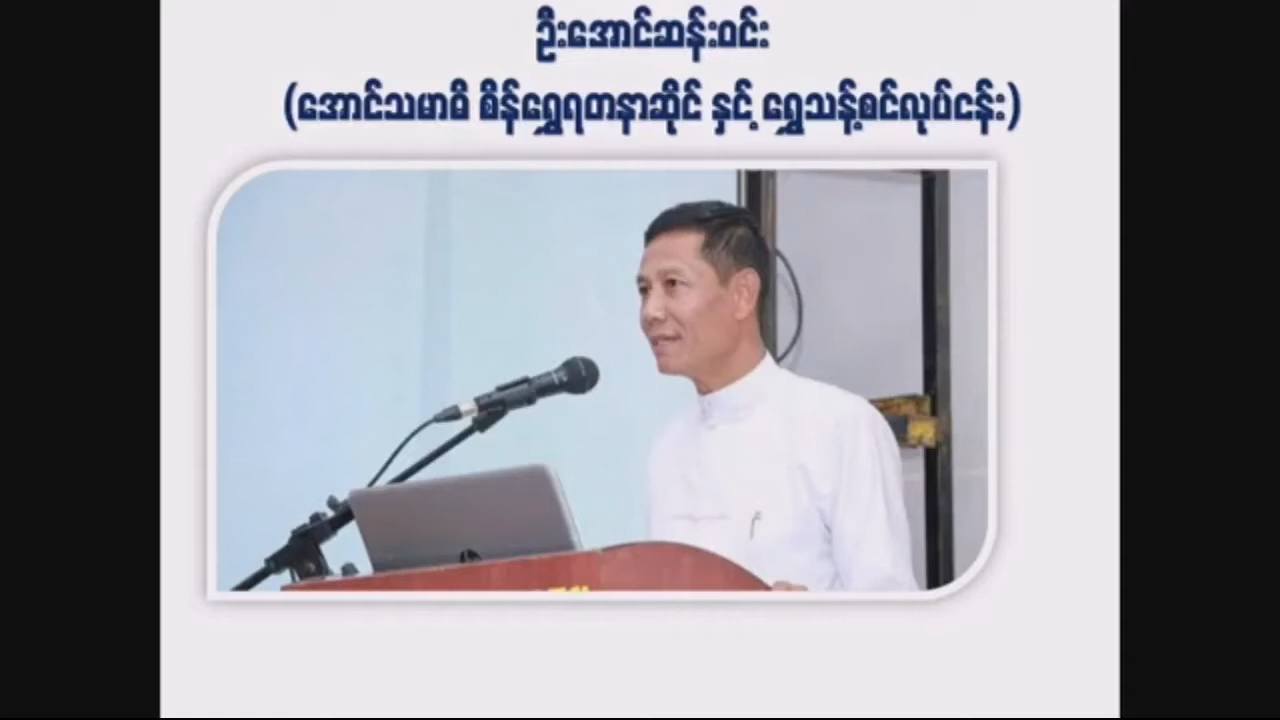 ဦးအောင်ဆန်းဝင်း
(အောင်သမာဓိ စိန်ရွှေရတနာဆိုင် နှင့် ရွှေသန့်စင်လုပ်ငန်း)